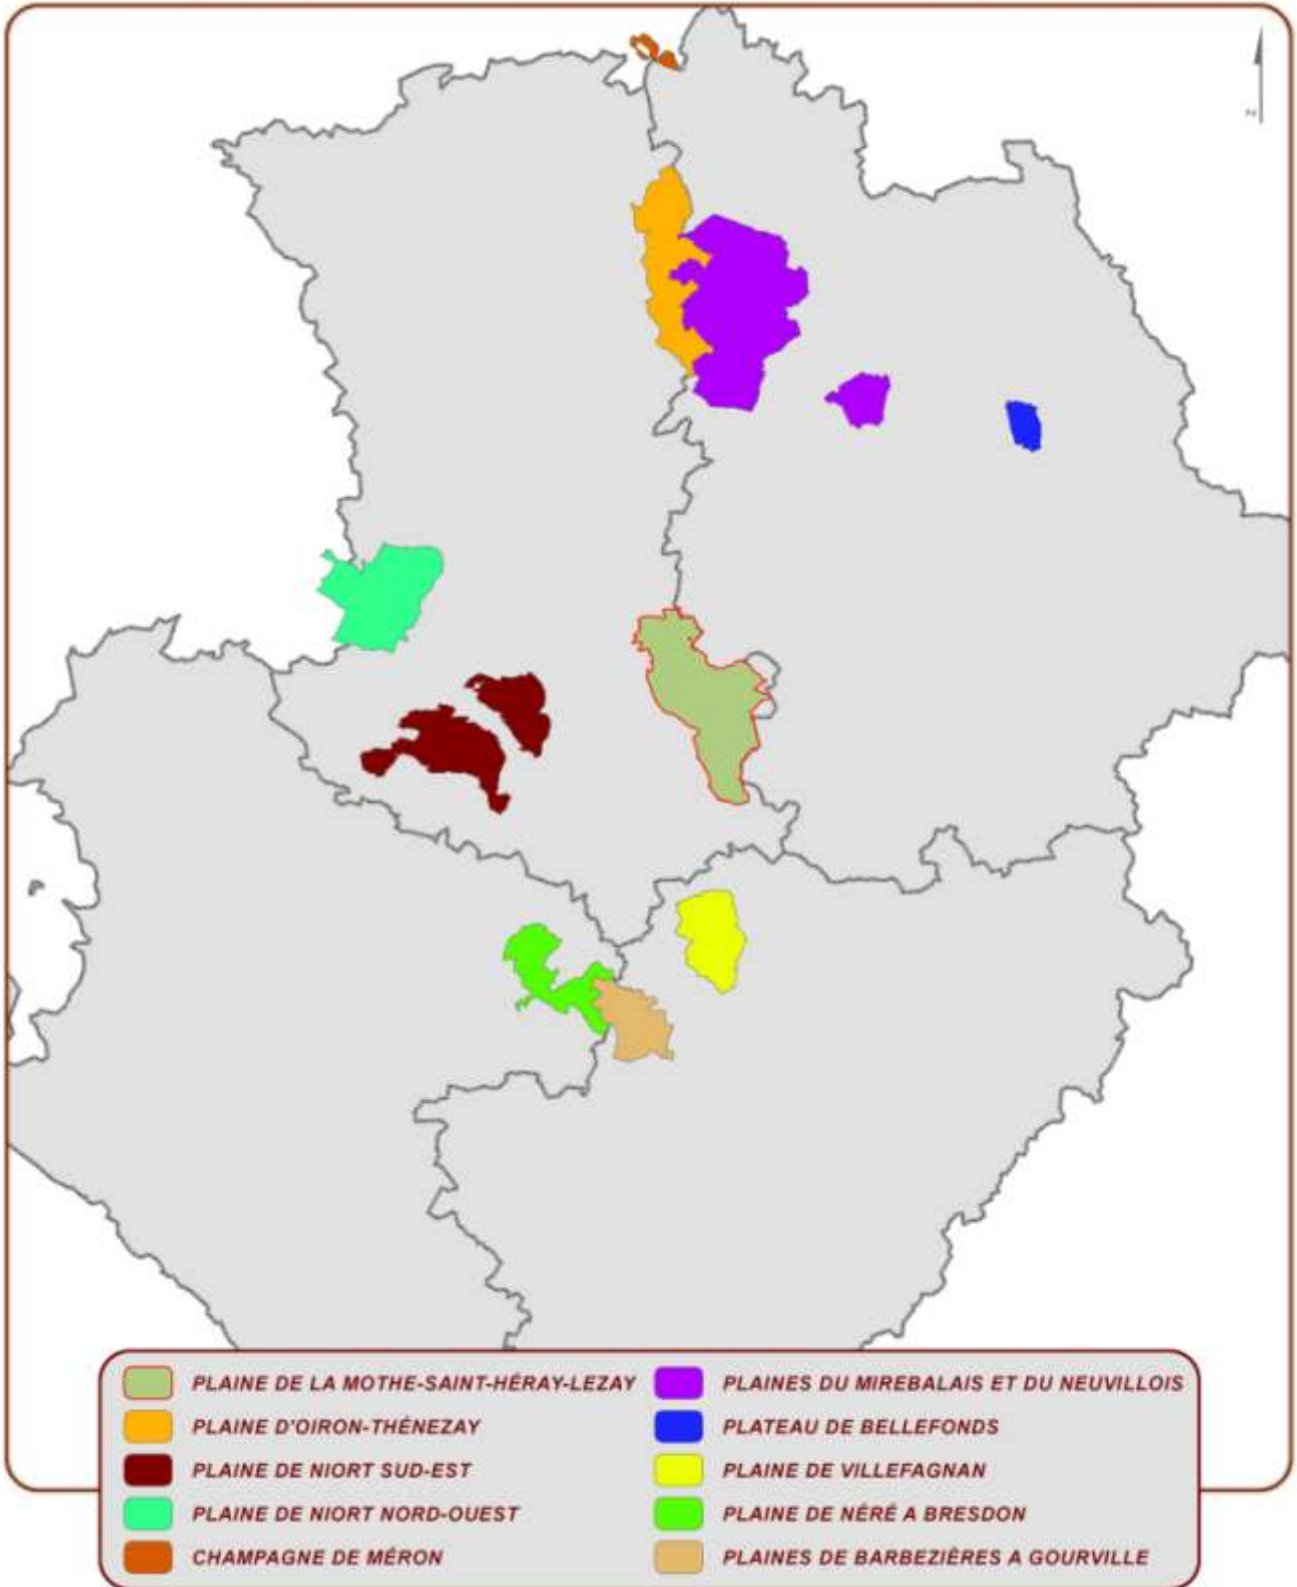 N
PLAINE DE LA MOTHE-SAINT-HÉRAY-LEZAY
PLAINE D'OIRON-THÉNEZAY
PLAINE DE NIORT SUD-EST
PLAINE DE NIORT NORD-OUEST
CHAMPAGNE DE MÉRON
PLAINES DU MIREBALAIS ET DU NEUVILLOIS
PLATEAU DE BELLEFONDS
PLAINE DE VILLEFAGNAN
PLAINE DE NÉRÉ A BRESDON
PLAINES DE BARBEZIÈRES A GOURVILLE